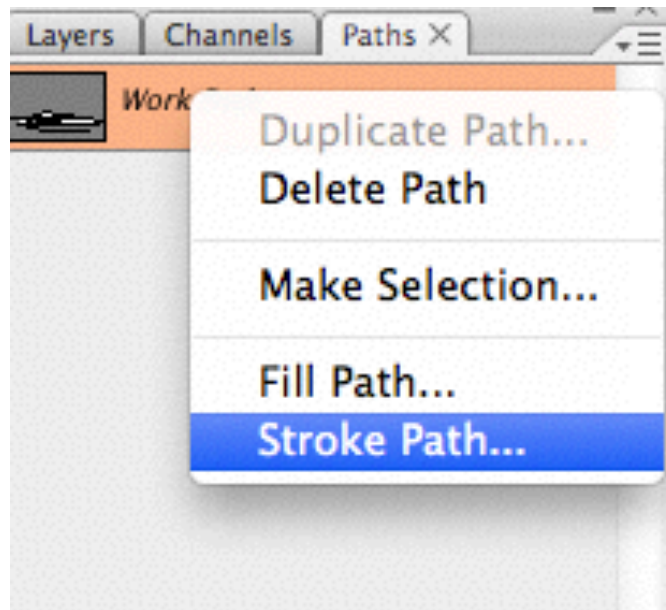 Layers Channels Paths ×
Work
Duplicate Path...
Delete Path
Make Selection...
Fill Path...
Stroke Path...